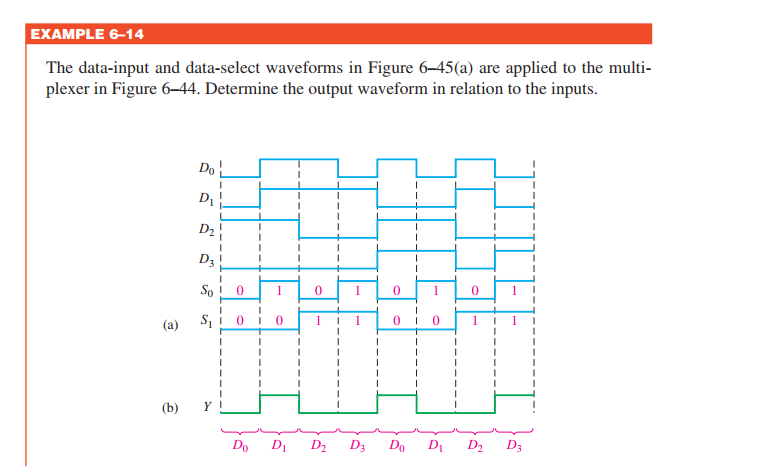 EXAMPLE 6–14
The data-input and data-select waveforms in Figure 6–45(a) are applied to the multi-
plexer in Figure 6–44. Determine the output waveform in relation to the inputs.
D₀
D₁
D₂
D₃
S₀ 0 1 0 1 0 1 0 1
(a) S₁ 0 0 1 1 0 0 1 1
(b) Y
D₀ D₁ D₂ D₃ D₀ D₁ D₂ D₃